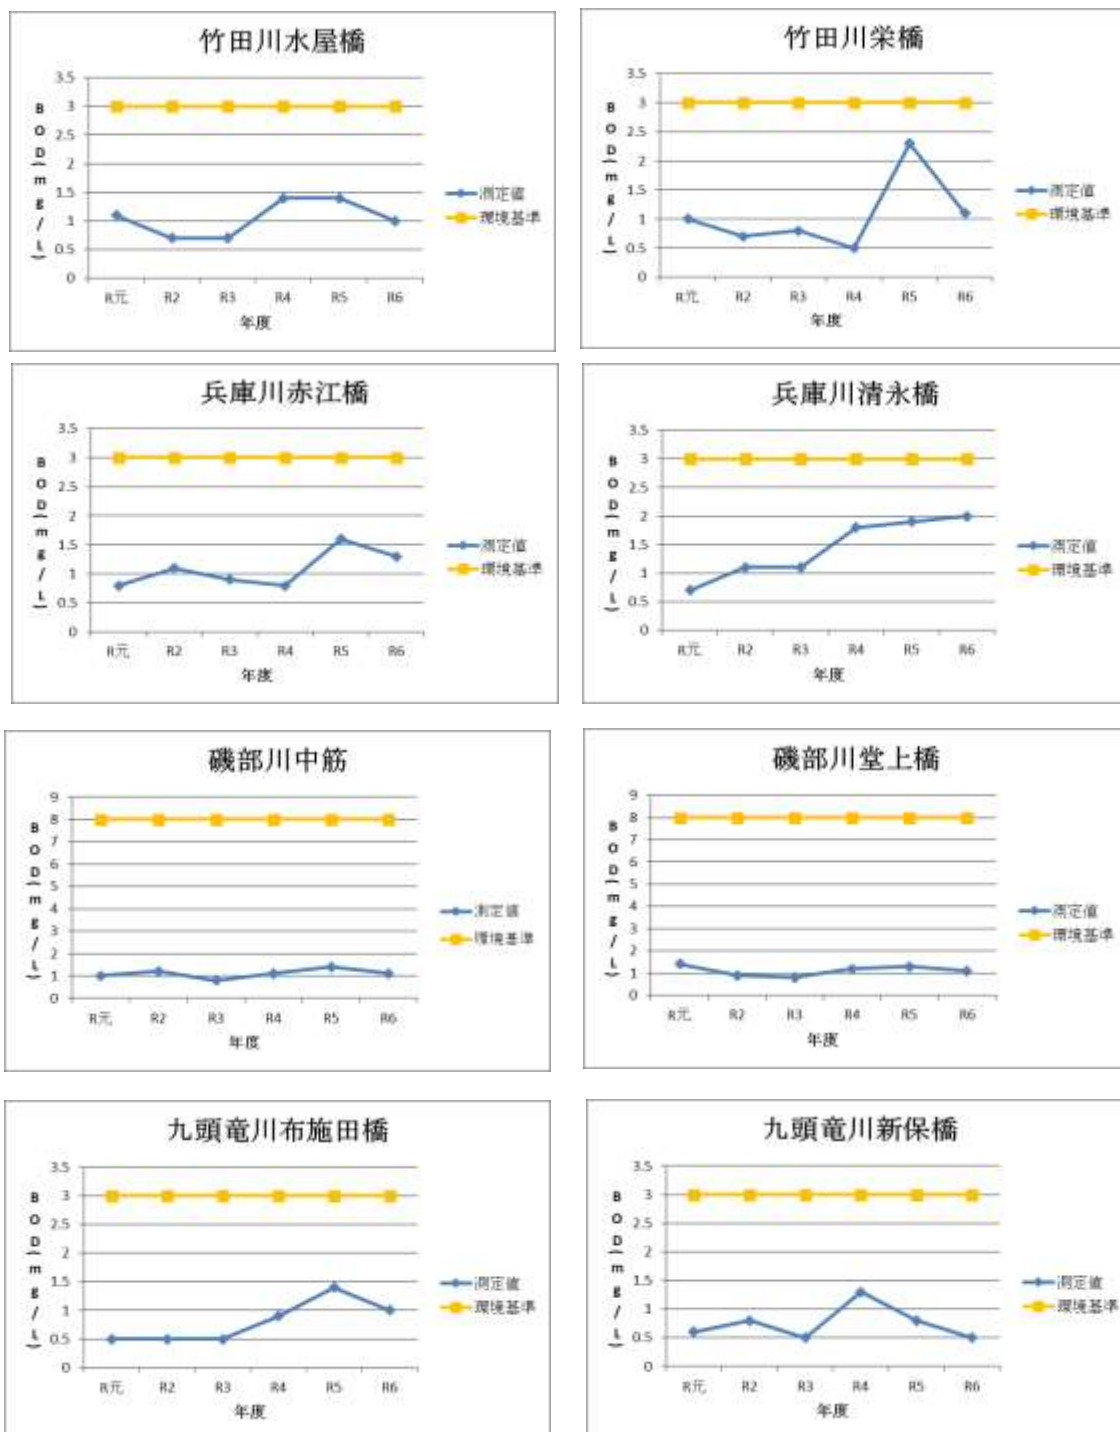 竹田川水屋橋
3.5
3
2.5
2
1.5
1
0.5
0
BOD(mg/L)
R元 R2 R3 R4 R5 R6
年度
測定値
環境基準
竹田川栄橋
3.5
3
2.5
2
1.5
1
0.5
0
BOD(mg/L)
R元 R2 R3 R4 R5 R6
年度
測定値
環境基準
兵庫川赤江橋
3.5
3
2.5
2
1.5
1
0.5
0
BOD(mg/L)
R元 R2 R3 R4 R5 R6
年度
測定値
環境基準
兵庫川清永橋
3.5
3
2.5
2
1.5
1
0.5
0
BOD(mg/L)
R元 R2 R3 R4 R5 R6
年度
測定値
環境基準
磯部川中筋
9
8
7
6
5
4
3
2
1
0
BOD(mg/L)
R元 R2 R3 R4 R5 R6
年度
測定値
環境基準
磯部川堂上橋
9
8
7
6
5
4
3
2
1
0
BOD(mg/L)
R元 R2 R3 R4 R5 R6
年度
測定値
環境基準
九頭竜川布施田橋
3.5
3
2.5
2
1.5
1
0.5
0
BOD(mg/L)
R元 R2 R3 R4 R5 R6
年度
測定値
環境基準
九頭竜川新保橋
3.5
3
2.5
2
1.5
1
0.5
0
BOD(mg/L)
R元 R2 R3 R4 R5 R6
年度
測定値
環境基準